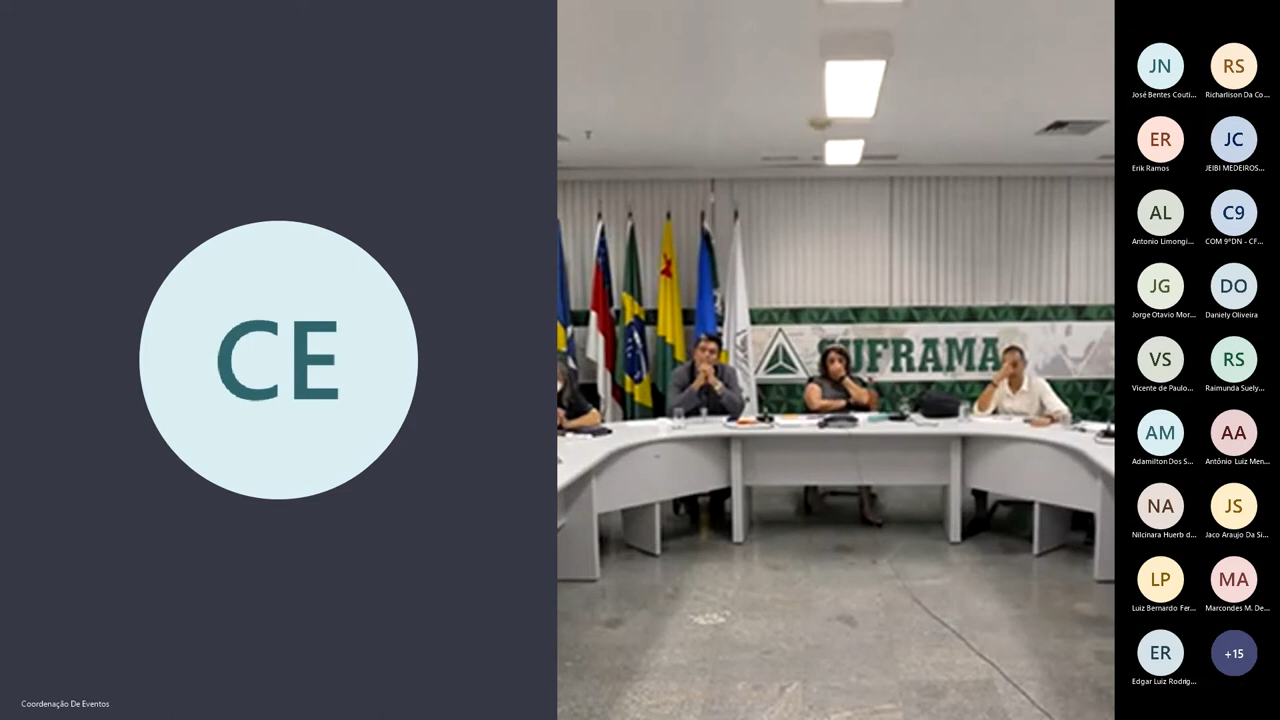 CE
Coordenação De Eventos
SUFRAMA
JN
José Bentes Couti...
RS
Richarlison Da Co...
ER
Erik Ramos
JC
JEIBI MEDEIROS...
AL
Antonio Limongi...
C9
COM 9ºDN - CF...
JG
Jorge Otavio Mor...
DO
Daniely Oliveira
VS
Vicente de Paulo...
RS
Raimunda Suely...
AM
Adamilton Dos S...
AA
Antônio Luiz Men...
NA
Nilcinara Huerb d...
JS
Jaco Araujo Da Si...
LP
Luiz Bernardo Fer...
MA
Marcondes M. De...
ER
Edgar Luiz Rodrig...
+15